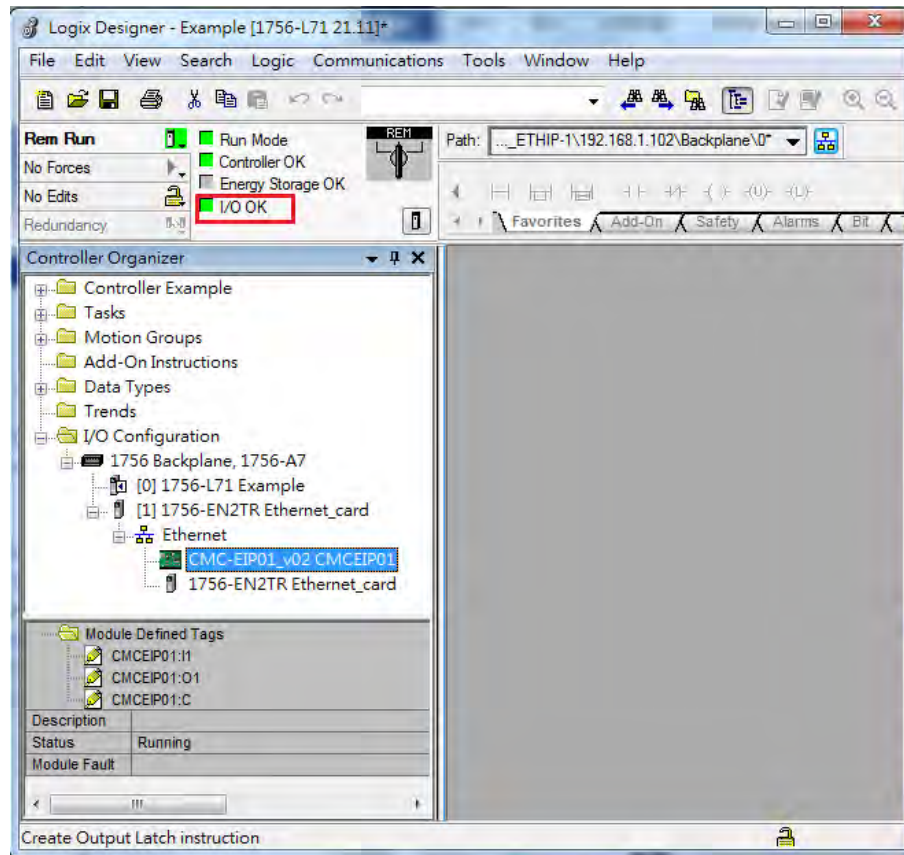 Logix Designer - Example [1756-L71 21.11]*
File Edit View Search Logic Communications Tools Window Help
Rem Run
Run Mode
REM
Path: ..._ETHIP-1\192.168.1.102\Backplane\0*
No Forces
Controller OK
Energy Storage OK
No Edits
I/O OK
Redundancy
Favorites Add-On Safety Alarms Bit
Controller Organizer
Controller Example
Tasks
Motion Groups
Add-On Instructions
Data Types
Trends
I/O Configuration
1756 Backplane, 1756-A7
[0] 1756-L71 Example
[1] 1756-EN2TR Ethernet_card
Ethernet
CMC-EIP01_v02 CMCEIP01
1756-EN2TR Ethernet_card
Module Defined Tags
CMCEIP01:I1
CMCEIP01:O1
CMCEIP01:C
Description
Status Running
Module Fault
Create Output Latch instruction